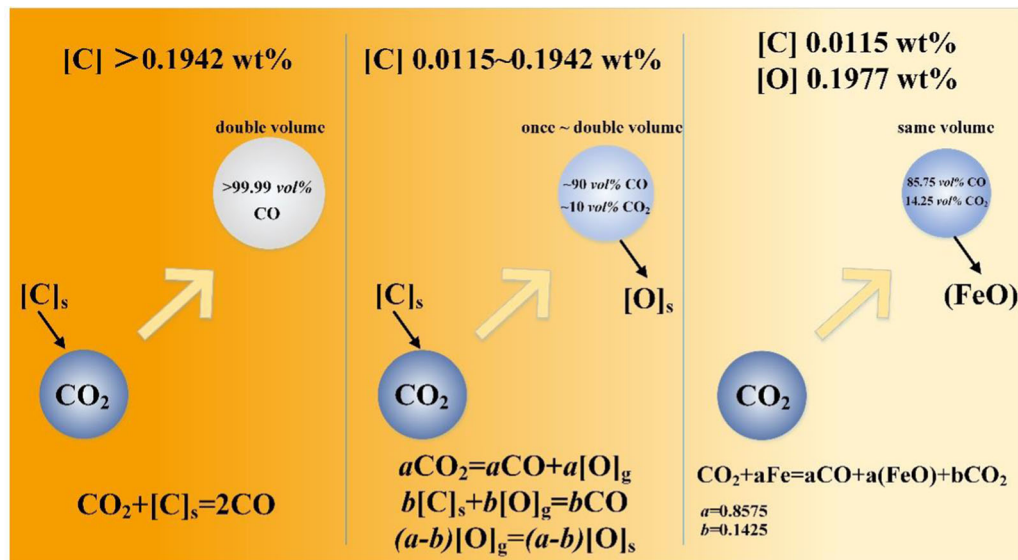 [C] >0.1942 wt%
double volume
>99.99 vol%
CO
[C]s
CO₂
CO₂+[C]s=2CO
[C] 0.0115~0.1942 wt%
once ~ double volume
~90 vol% CO
~10 vol% CO₂
[C]s
[O]s
CO₂
aCO₂=aCO+a[O]g
b[C]s+b[O]g=bCO
(a-b)[O]g=(a-b)[O]s
[C] 0.0115 wt%
[O] 0.1977 wt%
same volume
85.75 vol% CO
14.25 vol% CO₂
(FeO)
CO₂
CO₂+aFe=aCO+a(FeO)+bCO₂
a=0.8575
b=0.1425